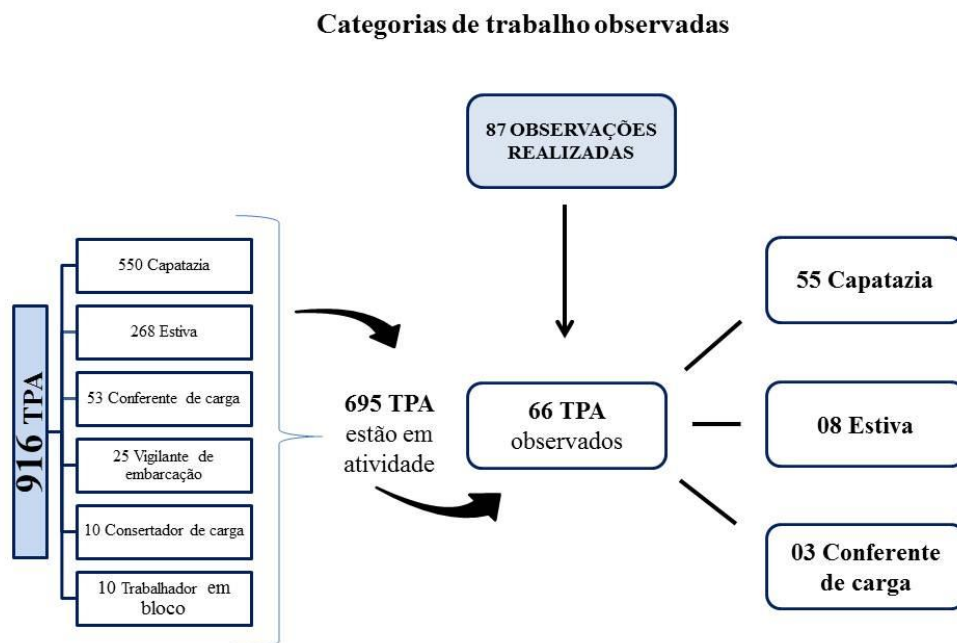 Categorias de trabalho observadas
87 OBSERVAÇÕES
REALIZADAS
916 TPA
550 Capatazia
268 Estiva
53 Conferente de carga
25 Vigilante de
embarcação
10 Consertador de carga
10 Trabalhador em
bloco
695 TPA
estão em
atividade
66 TPA
observados
55 Capatazia
08 Estiva
03 Conferente
de carga